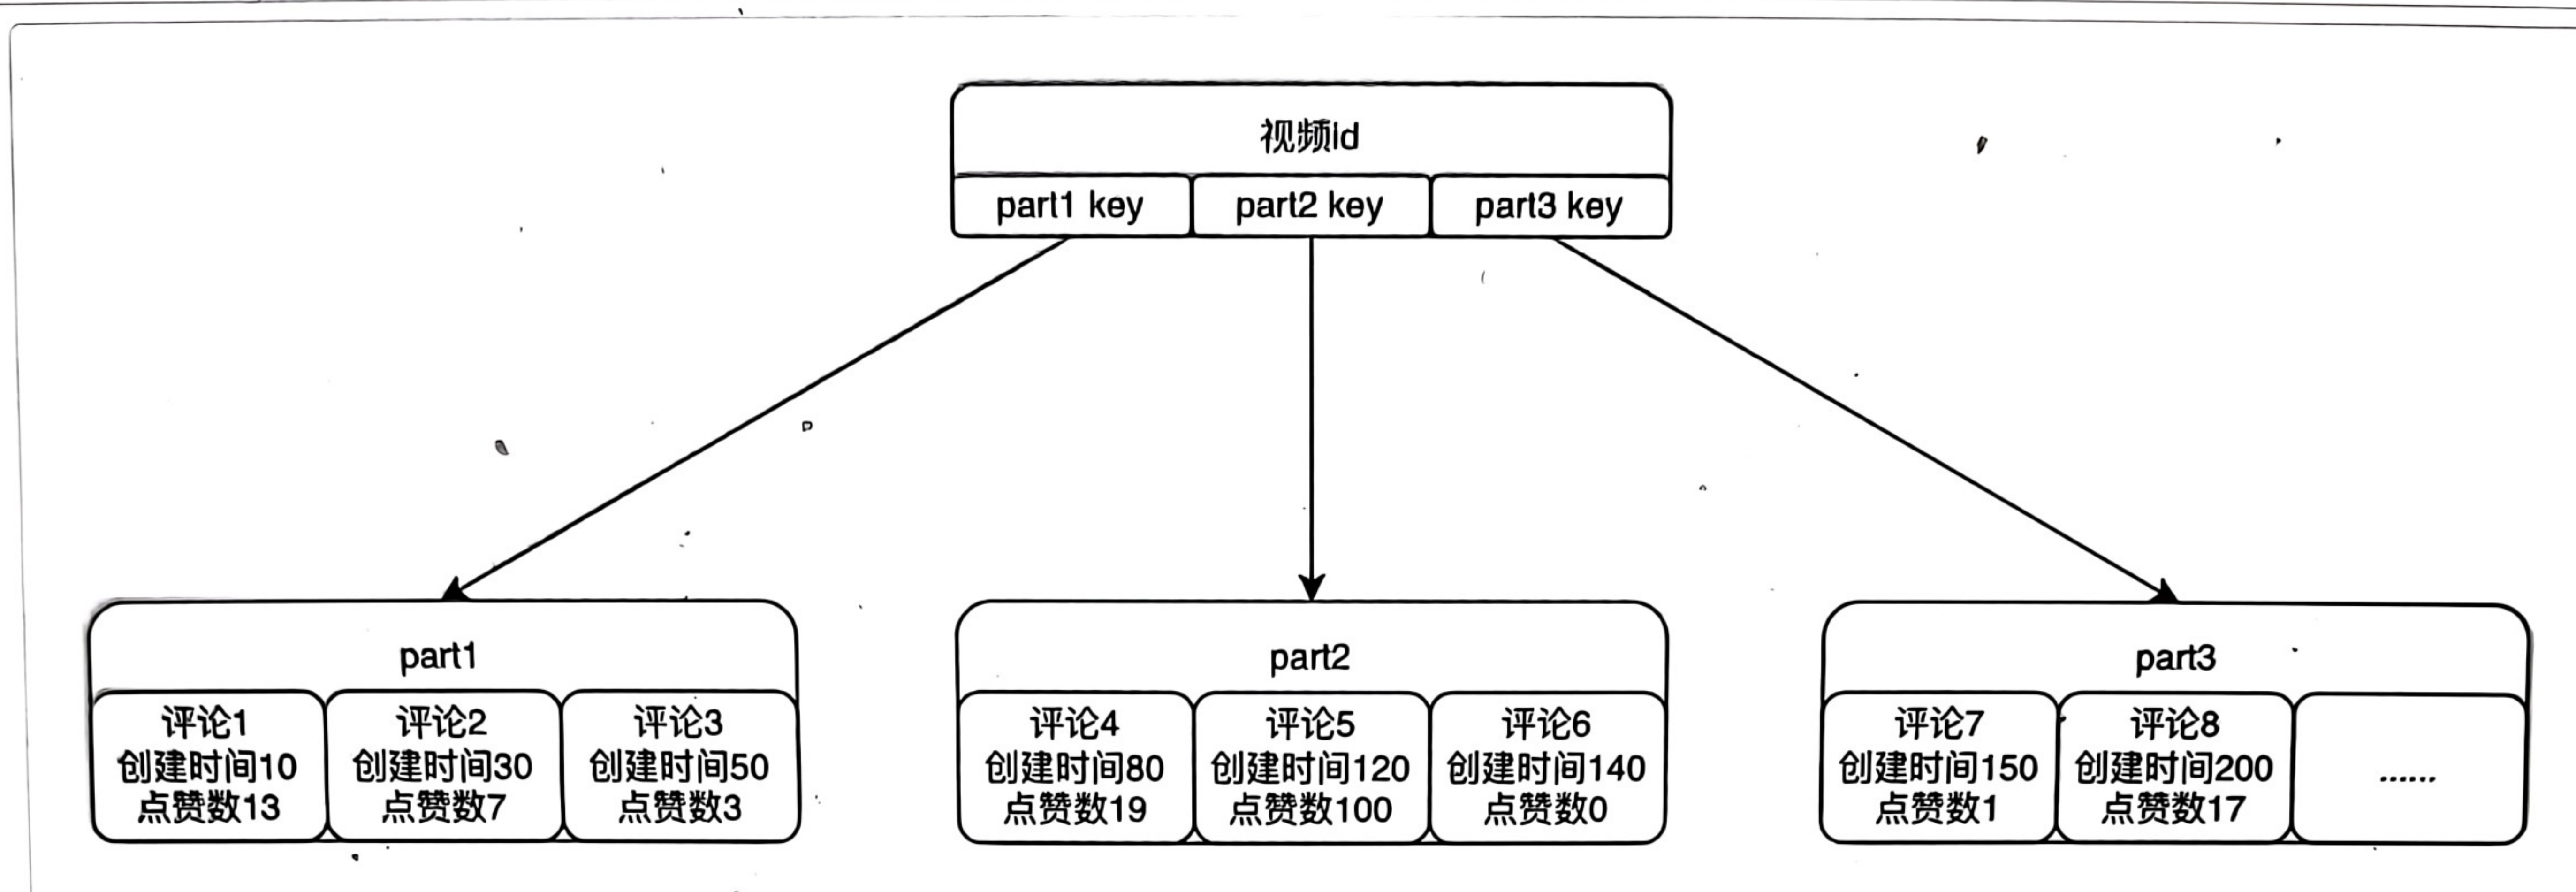 视频id
part1 key
part2 key
part3 key
part1
评论1
创建时间10
点赞数13
评论2
创建时间30
点赞数7
评论3
创建时间50
点赞数3
part2
评论4
创建时间80
点赞数19
评论5
创建时间120
点赞数100
评论6
创建时间140
点赞数0
part3
评论7
创建时间150
点赞数1
评论8
创建时间200
点赞数17
......